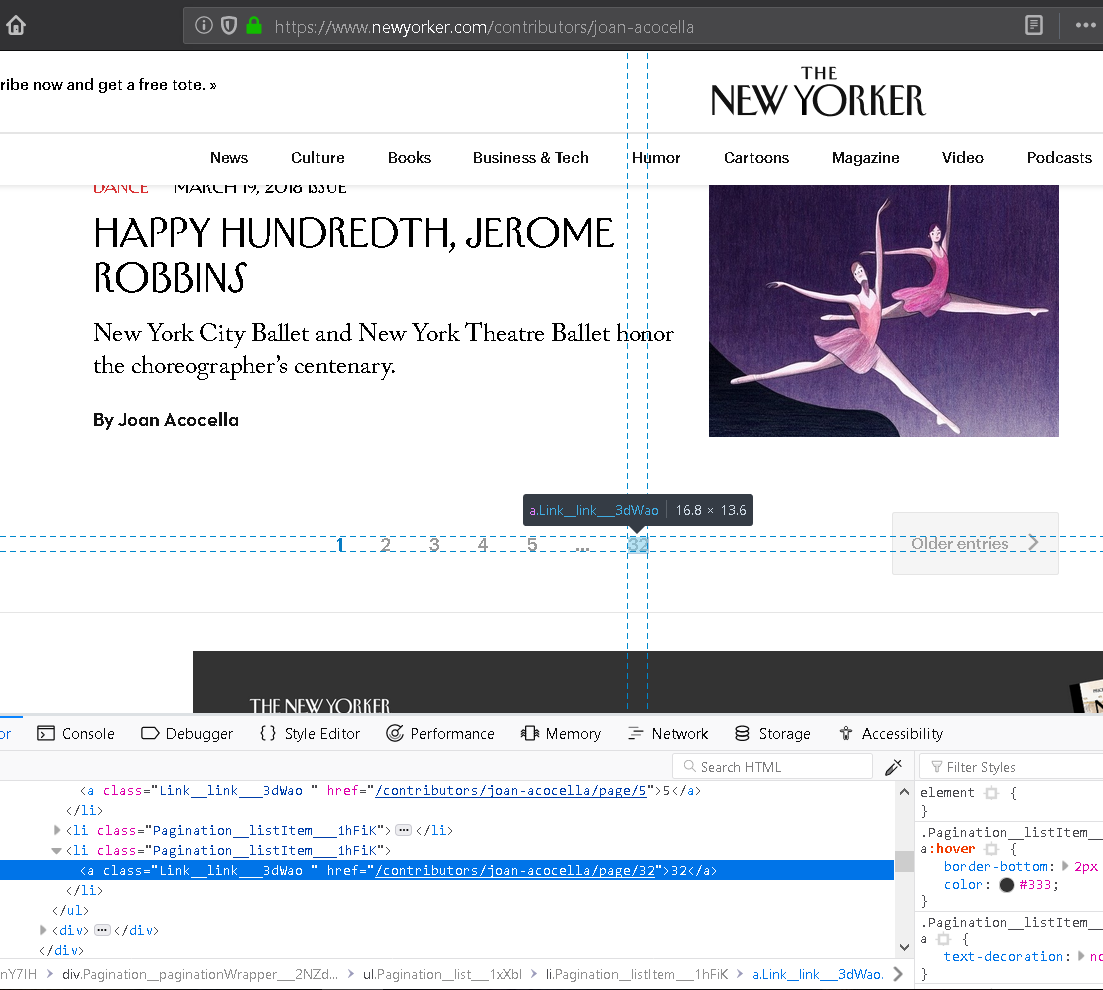 https://www.newyorker.com/contributors/joan-acocella
ribe now and get a free tote. »
THE
NEW YORKER
News Culture Books Business & Tech Humor Cartoons Magazine Video Podcasts
DANCE MARCH 19, 2018 ISSUE
HAPPY HUNDREDTH, JEROME
ROBBINS
New York City Ballet and New York Theatre Ballet honor
the choreographer's centenary.
By Joan Acocella
a.Link__link___3dWao 16.8 × 13.6
1 2 3 4 5 ... 32 Older entries
THE NEW YORKER
or Console Debugger {} Style Editor Performance Memory Network Storage Accessibility
Search HTML Filter Styles
<a class="Link__link___3dWao " href="/contributors/joan-acocella/page/5">5</a>
</li>
<li class="Pagination__listItem___1hFiK">…</li>
<li class="Pagination__listItem___1hFiK">
<a class="Link__link___3dWao " href="/contributors/joan-acocella/page/32">32</a>
</li>
</ul>
<div>…</div>
</div>
element {
}
.Pagination__listItem__
a:hover {
border-bottom: 2px
color: #333;
}
.Pagination__listItem__
a {
text-decoration: no
}
nY7IH div.Pagination__paginationWrapper___2NZd... ul.Pagination__list___1xXbI li.Pagination__listItem___1hFiK a.Link__link___3dWao.